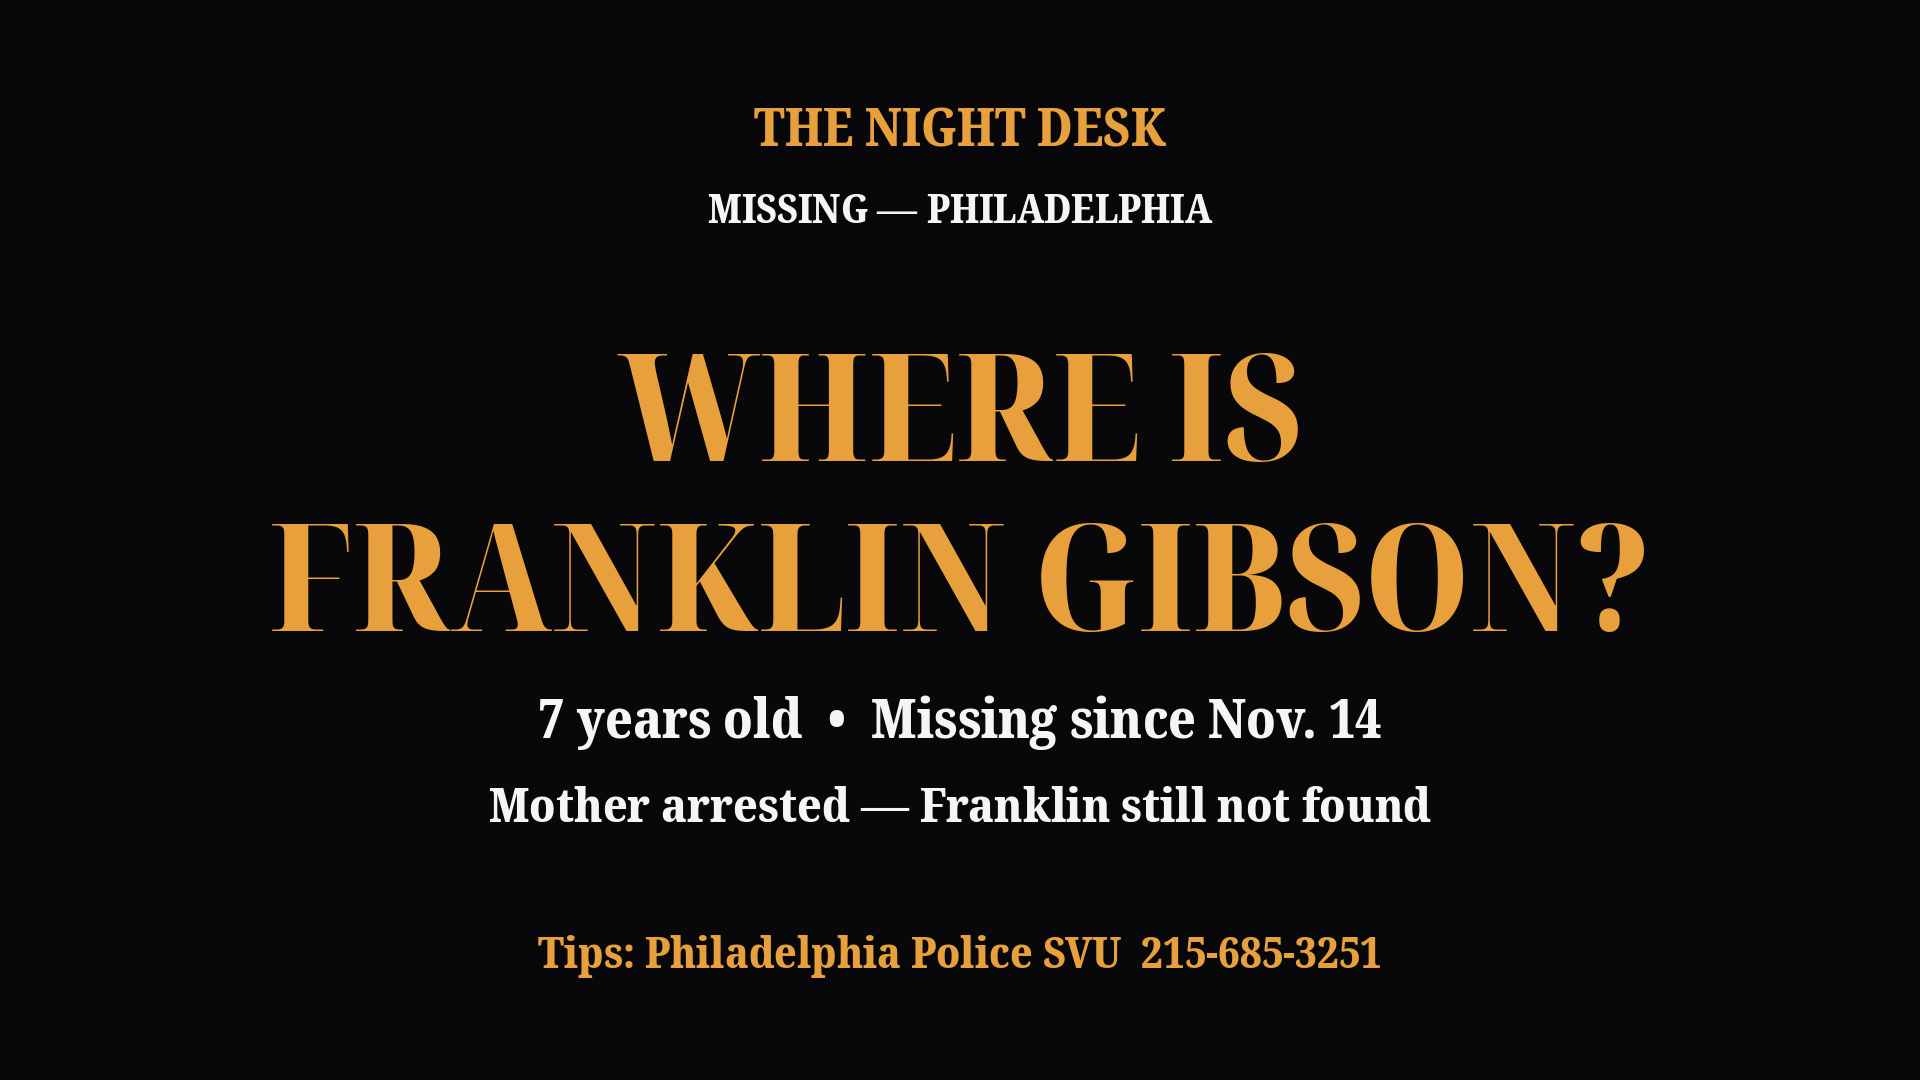 THE NIGHT DESK
MISSING — PHILADELPHIA
WHERE IS
FRANKLIN GIBSON?
7 years old • Missing since Nov. 14
Mother arrested — Franklin still not found
Tips: Philadelphia Police SVU 215-685-3251